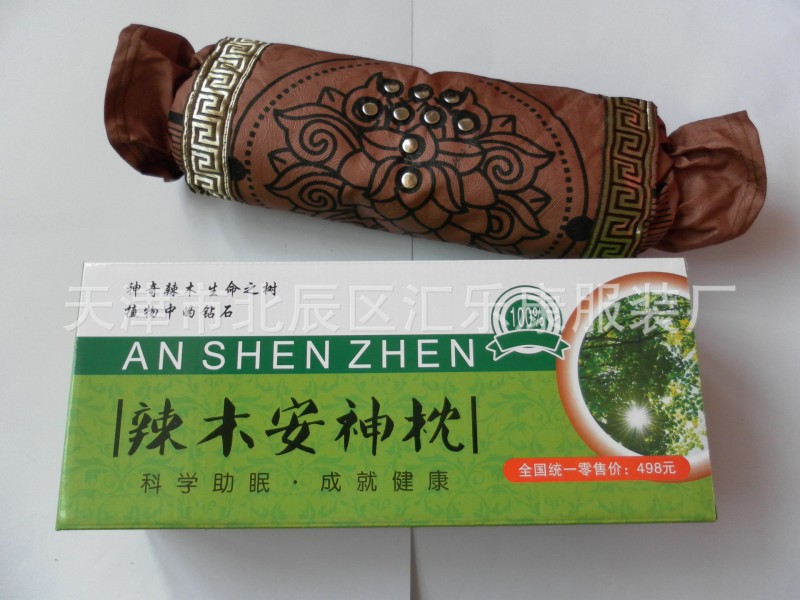 神奇辣木生命之树
植物中的钻石
天津市北辰区汇乐康服装厂
100%
AN SHEN ZHEN
辣木安神枕
科学助眠·成就健康
全国统一零售价：498元